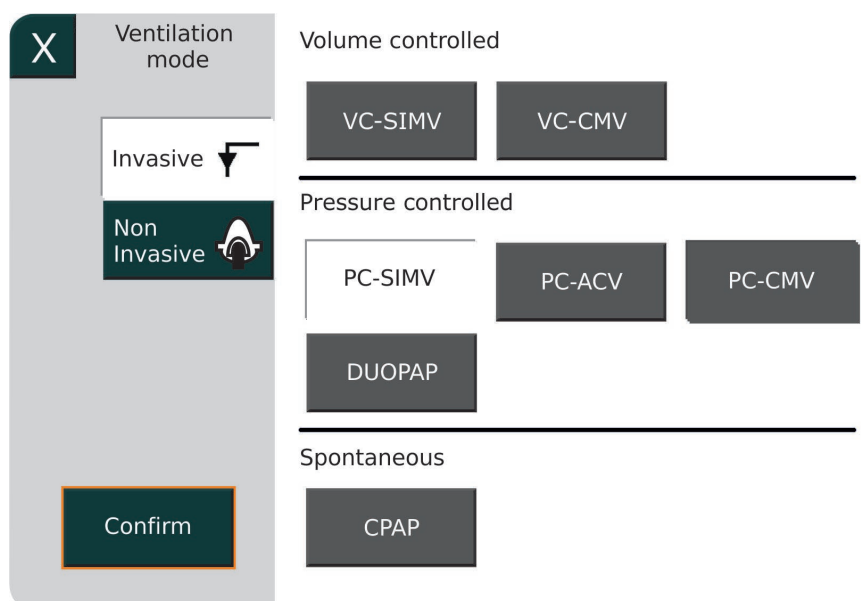 X
Ventilation
mode
Invasive
Non
Invasive
Confirm
Volume controlled
VC-SIMV
VC-CMV
Pressure controlled
PC-SIMV
PC-ACV
PC-CMV
DUOPAP
Spontaneous
CPAP